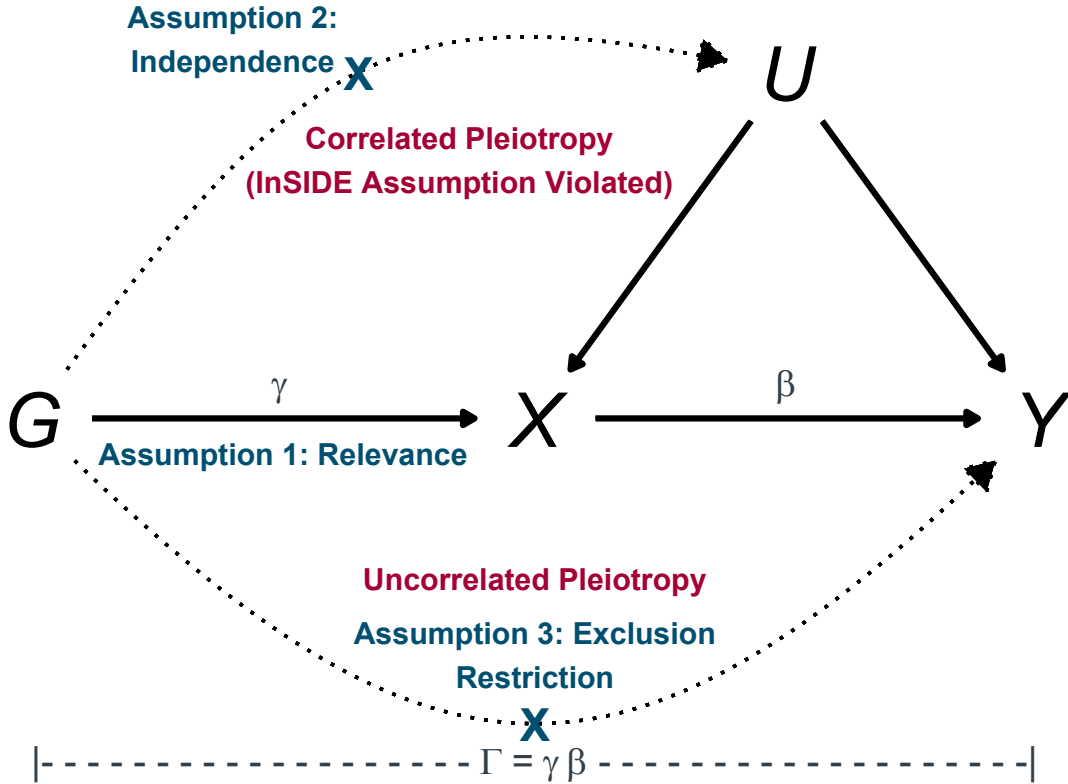 Assumption 2:
Independence
X
U
Correlated Pleiotropy
(InSIDE Assumption Violated)
γ
β
G
X
Y
Assumption 1: Relevance
Uncorrelated Pleiotropy
Assumption 3: Exclusion
Restriction
X
Γ = γ β